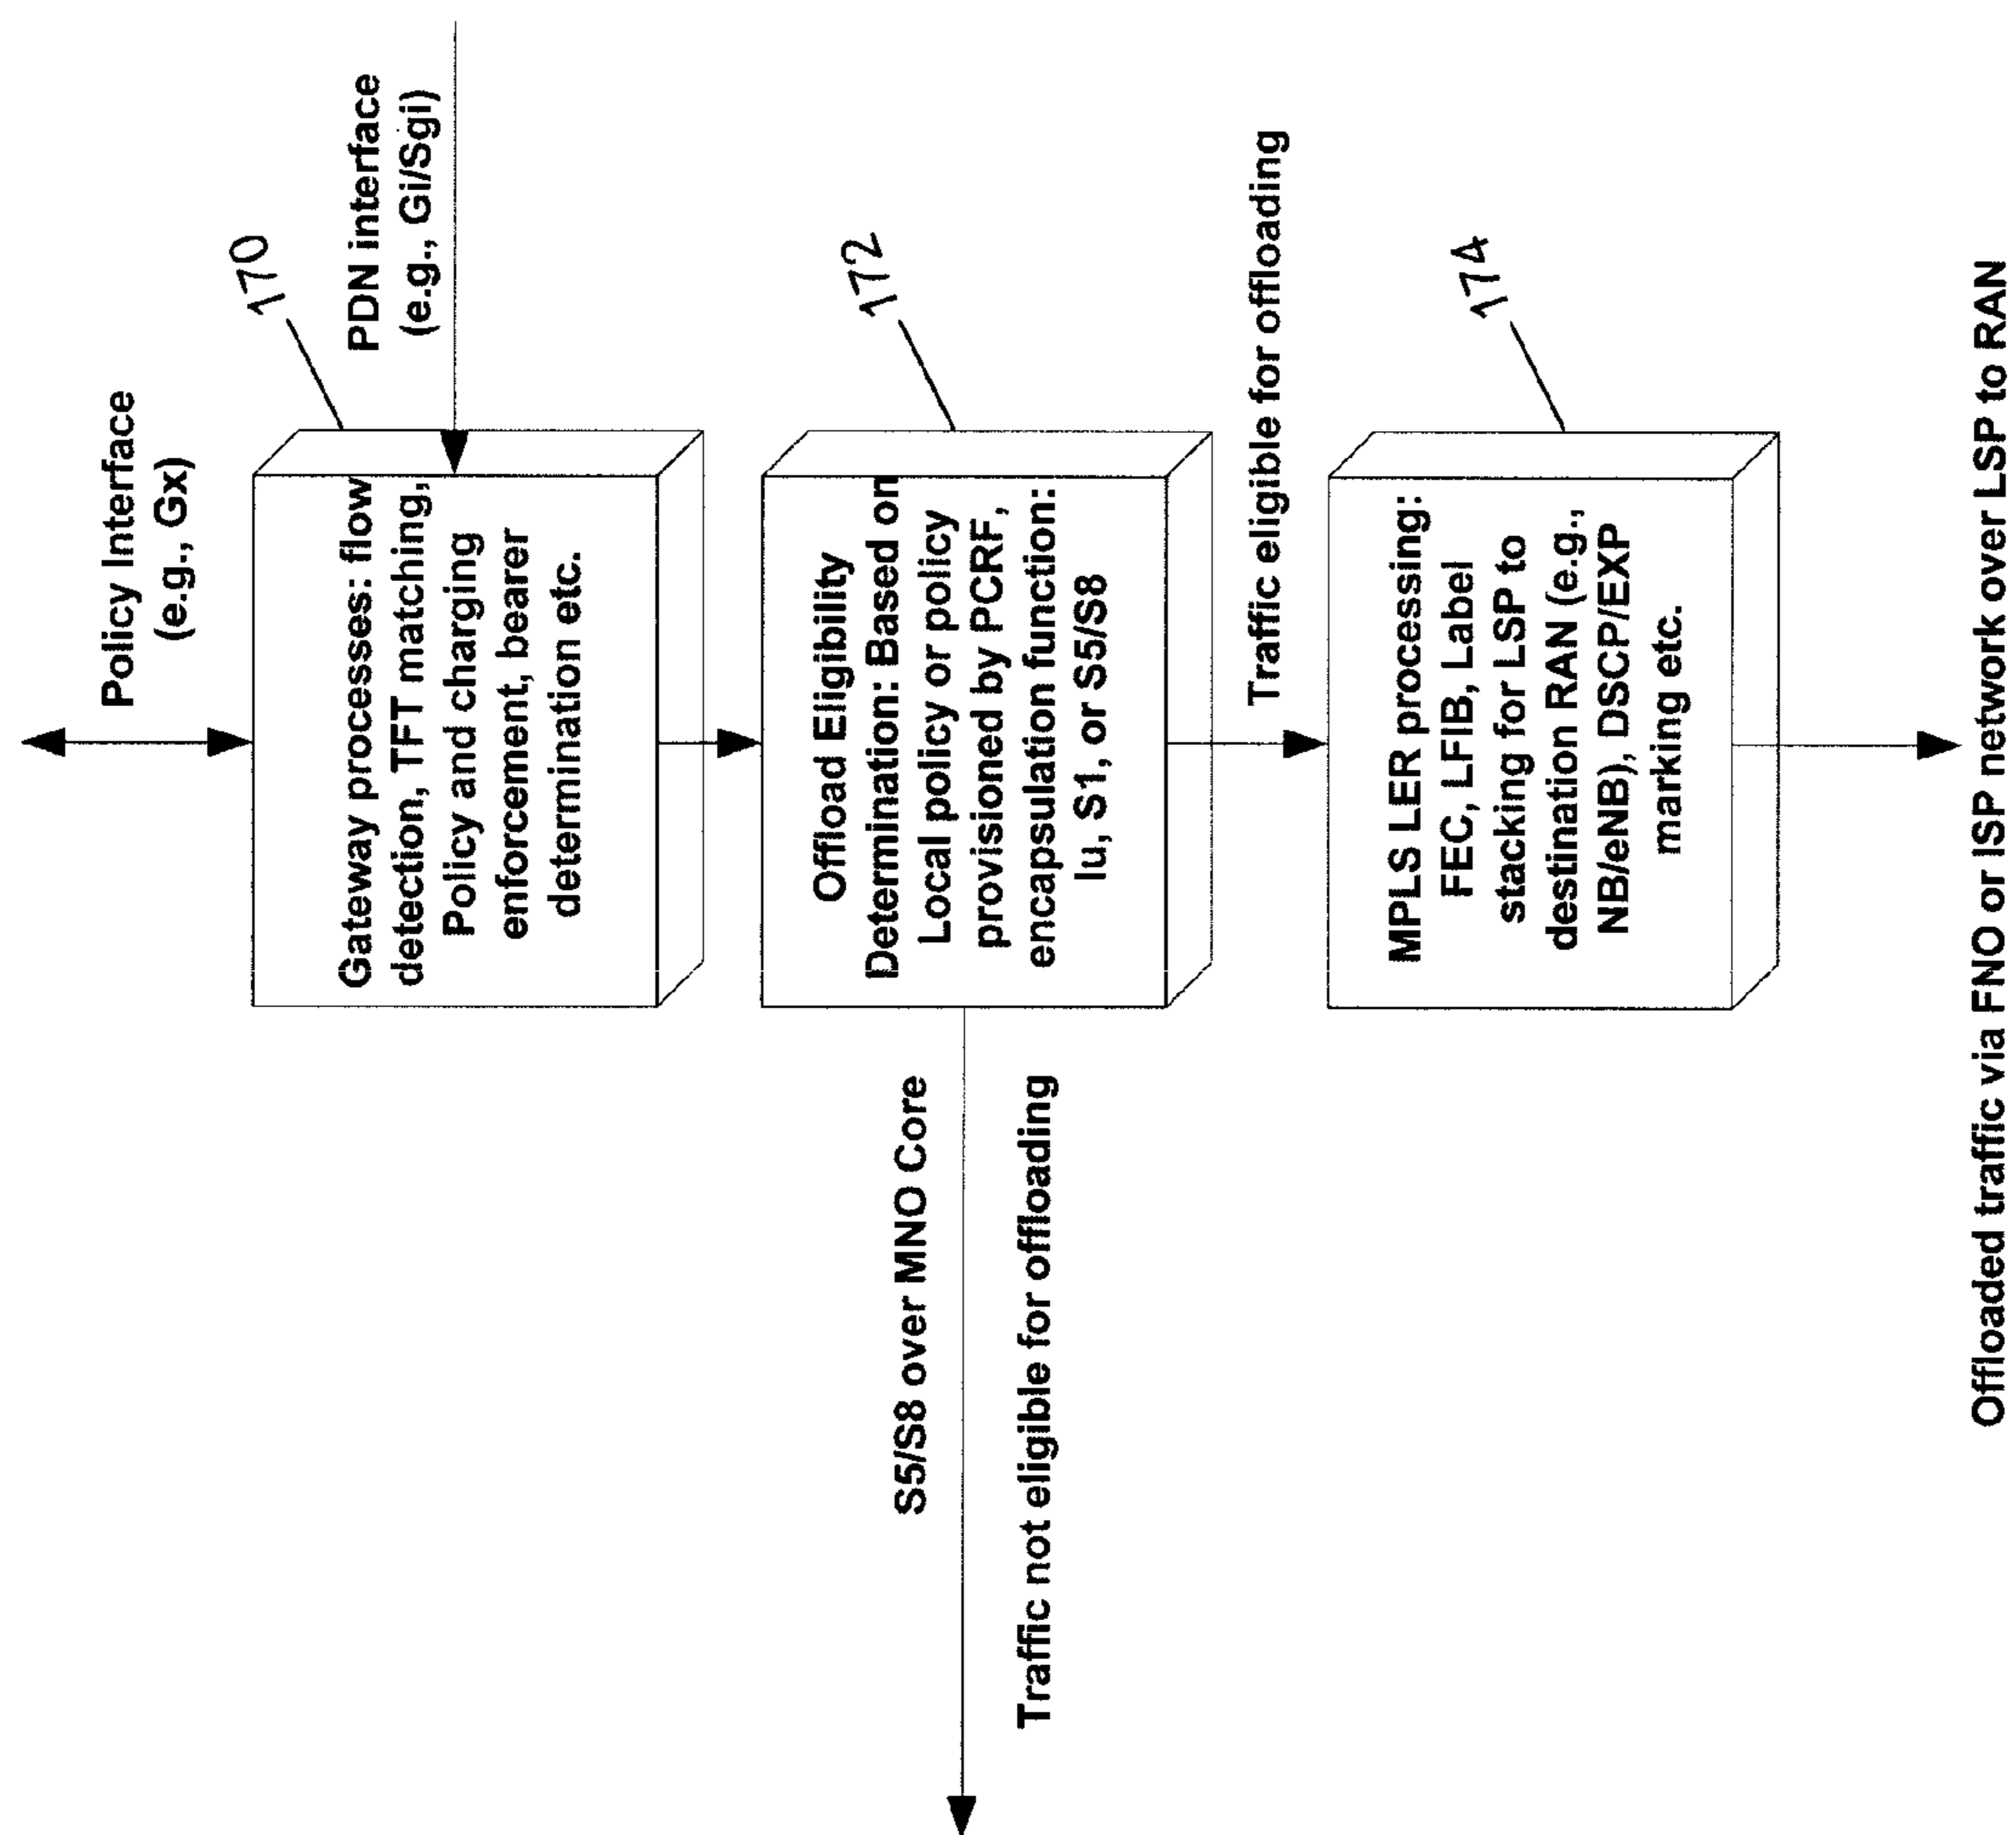 Policy Interface
(e.g., Gx)
170
PDN interface
(e.g., Gi/Sgi)
Gateway processes: flow
detection, TFT matching,
Policy and charging
enforcement, bearer
determination etc.
172
Offload Eligibility
Determination: Based on
Local policy or policy
provisioned by PCRF,
encapsulation function:
Iu, S1, or S5/S8
S5/S8 over MNO Core
Traffic not eligible for offloading
Traffic eligible for offloading
174
MPLS LER processing:
FEC, LFIB, Label
stacking for LSP to
destination RAN (e.g.,
NB/eNB), DSCP/EXP
marking etc.
Offloaded traffic via FNO or ISP network over LSP to RAN